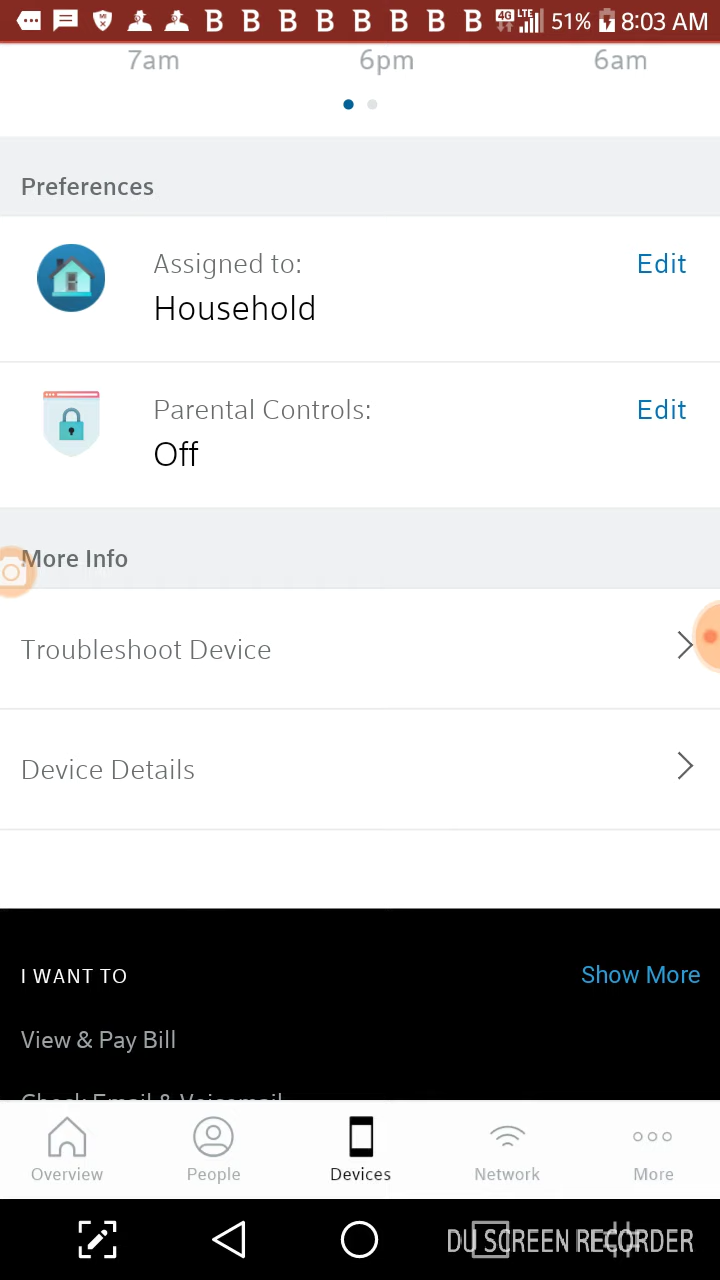 B B B B B B B B 4G LTE 51% 8:03 AM
7am 6pm 6am
Preferences
Assigned to: Edit
Household
Parental Controls: Edit
Off
More Info
Troubleshoot Device
Device Details
I WANT TO Show More
View & Pay Bill
Check Email & Voicemail
Overview People Devices Network More
DU SCREEN RECORDER